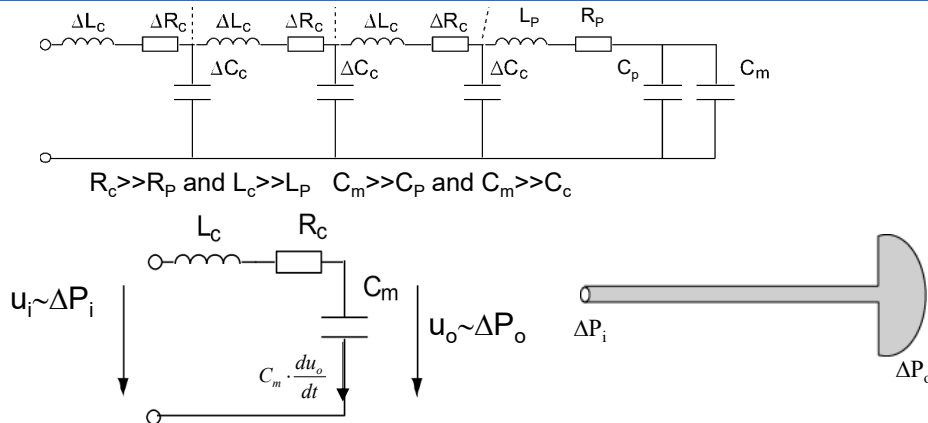 ΔL_c ΔR_c ΔL_c ΔR_c ΔL_c ΔR_c L_P R_P
ΔC_c ΔC_c ΔC_c C_p C_m
R_c>>R_P and L_c>>L_P C_m>>C_P and C_m>>C_c
L_c R_c
C_m
u_i~ΔP_i
u_o~ΔP_o
C_m · du_o/dt
ΔP_i
ΔP